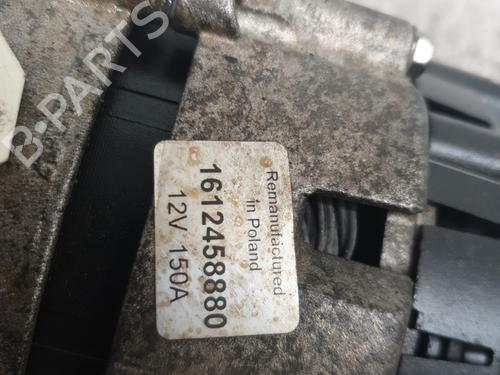 B-PARTS
Remanufactured
in Poland
1612458880
12V 150A